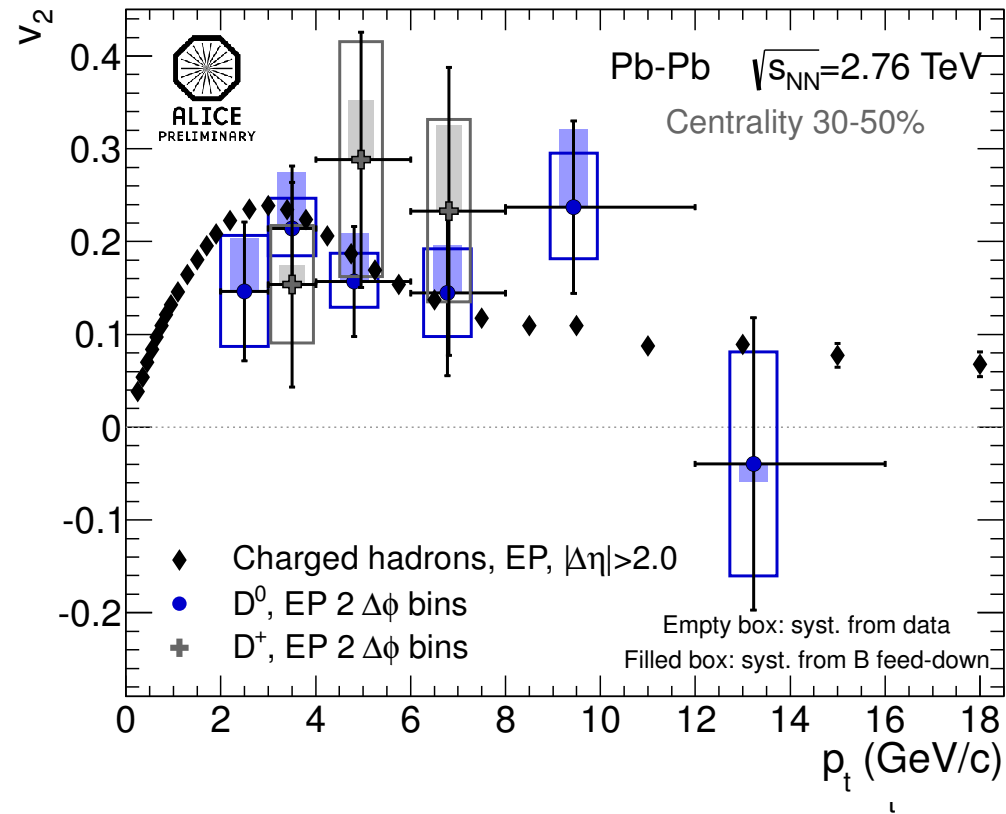 v₂
0.4
0.3
0.2
0.1
0
-0.1
-0.2
ALICE
PRELIMINARY
Pb-Pb √s_NN=2.76 TeV
Centrality 30-50%
Charged hadrons, EP, |Δη|>2.0
D⁰, EP 2 Δϕ bins
D⁺, EP 2 Δϕ bins
Empty box: syst. from data
Filled box: syst. from B feed-down
0 2 4 6 8 10 12 14 16 18
p_t (GeV/c)